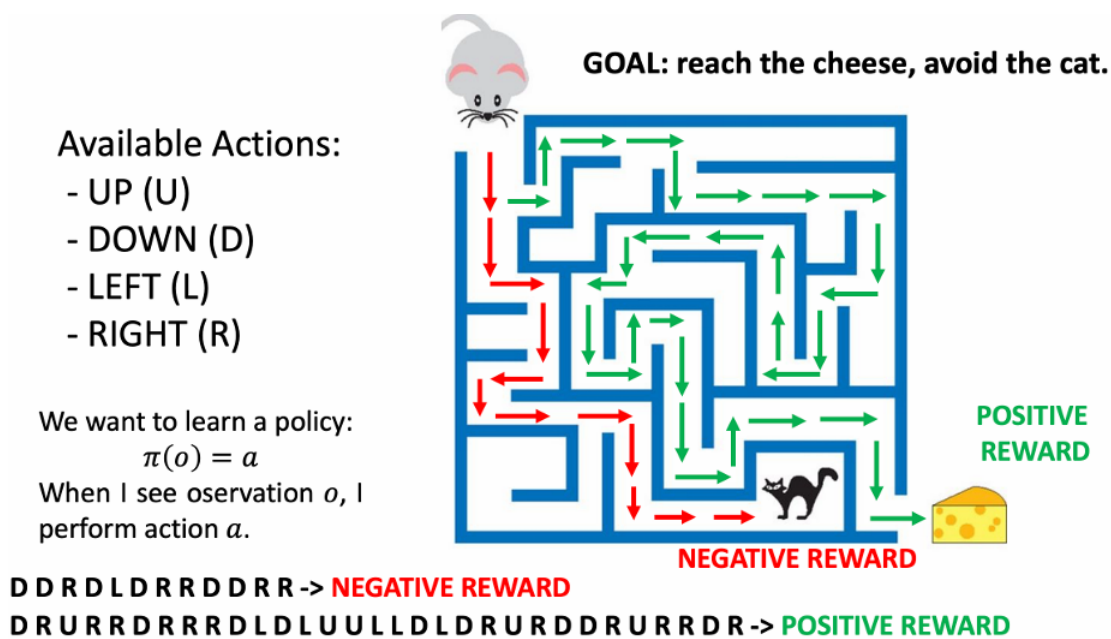 GOAL: reach the cheese, avoid the cat.
Available Actions:
- UP (U)
- DOWN (D)
- LEFT (L)
- RIGHT (R)
We want to learn a policy:
π(o) = a
When I see oservation o, I
perform action a.
POSITIVE
REWARD
NEGATIVE REWARD
D D R D L D R R D D R R -> NEGATIVE REWARD
D R U R R D R R R D L D L U U L L D L D R U R D D R U R R D R -> POSITIVE REWARD